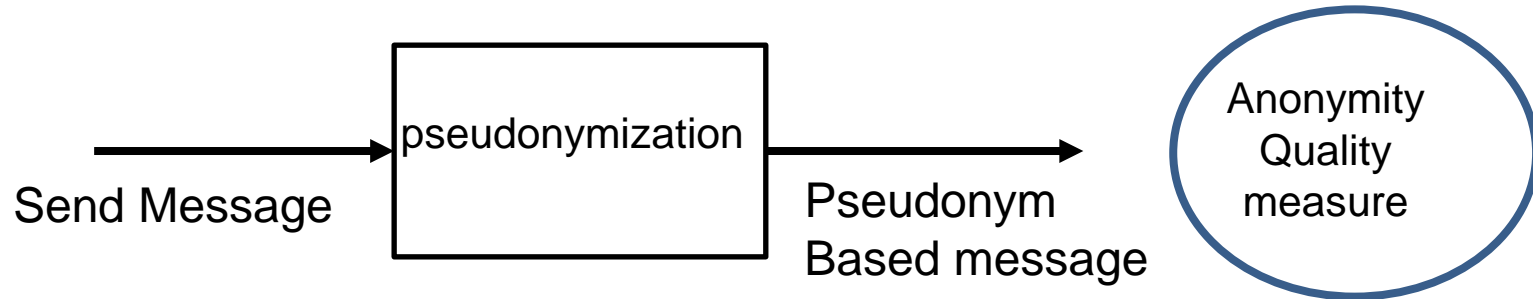 Send Message
pseudonymization
Pseudonym
Based message
Anonymity
Quality
measure